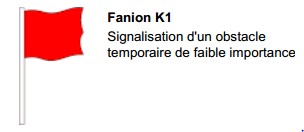 Fanion K1
Signalisation d'un obstacle
temporaire de faible importance